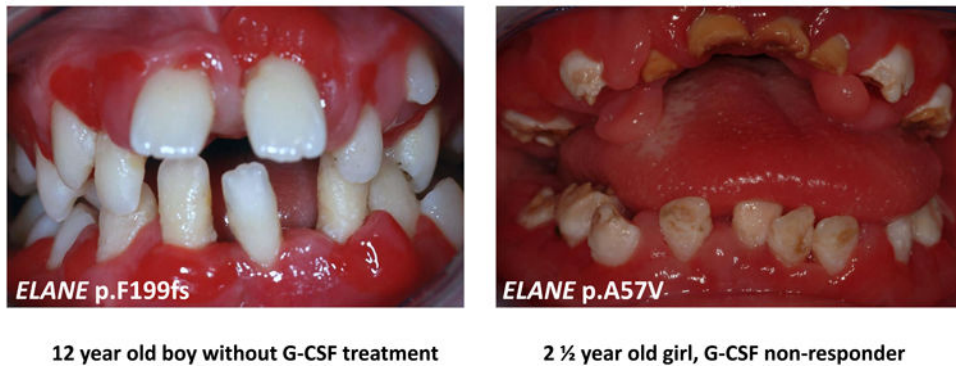 ELANE p.F199fs
ELANE p.A57V
12 year old boy without G-CSF treatment
2 ½ year old girl, G-CSF non-responder